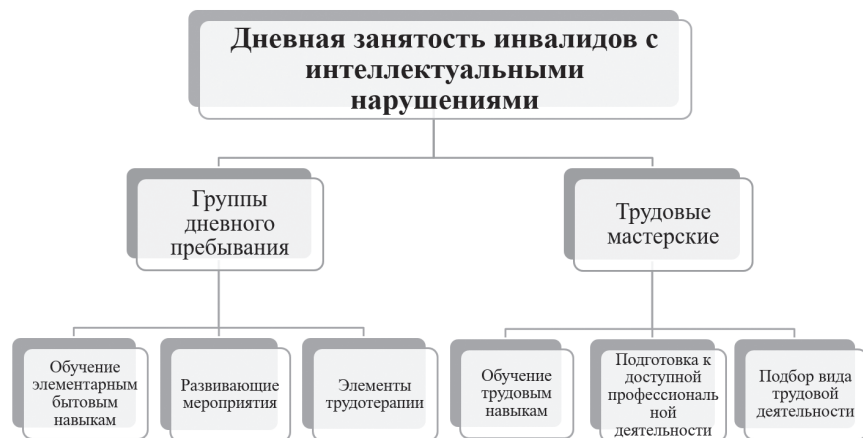 Дневная занятость инвалидов с
интеллектуальными
нарушениями
Группы
дневного
пребывания
Трудовые
мастерские
Обучение
элементарным
бытовым
навыкам
Развивающие
мероприятия
Элементы
трудотерапии
Обучение
трудовым
навыкам
Подготовка к
доступной
профессиональ
ной
деятельности
Подбор вида
трудовой
деятельности